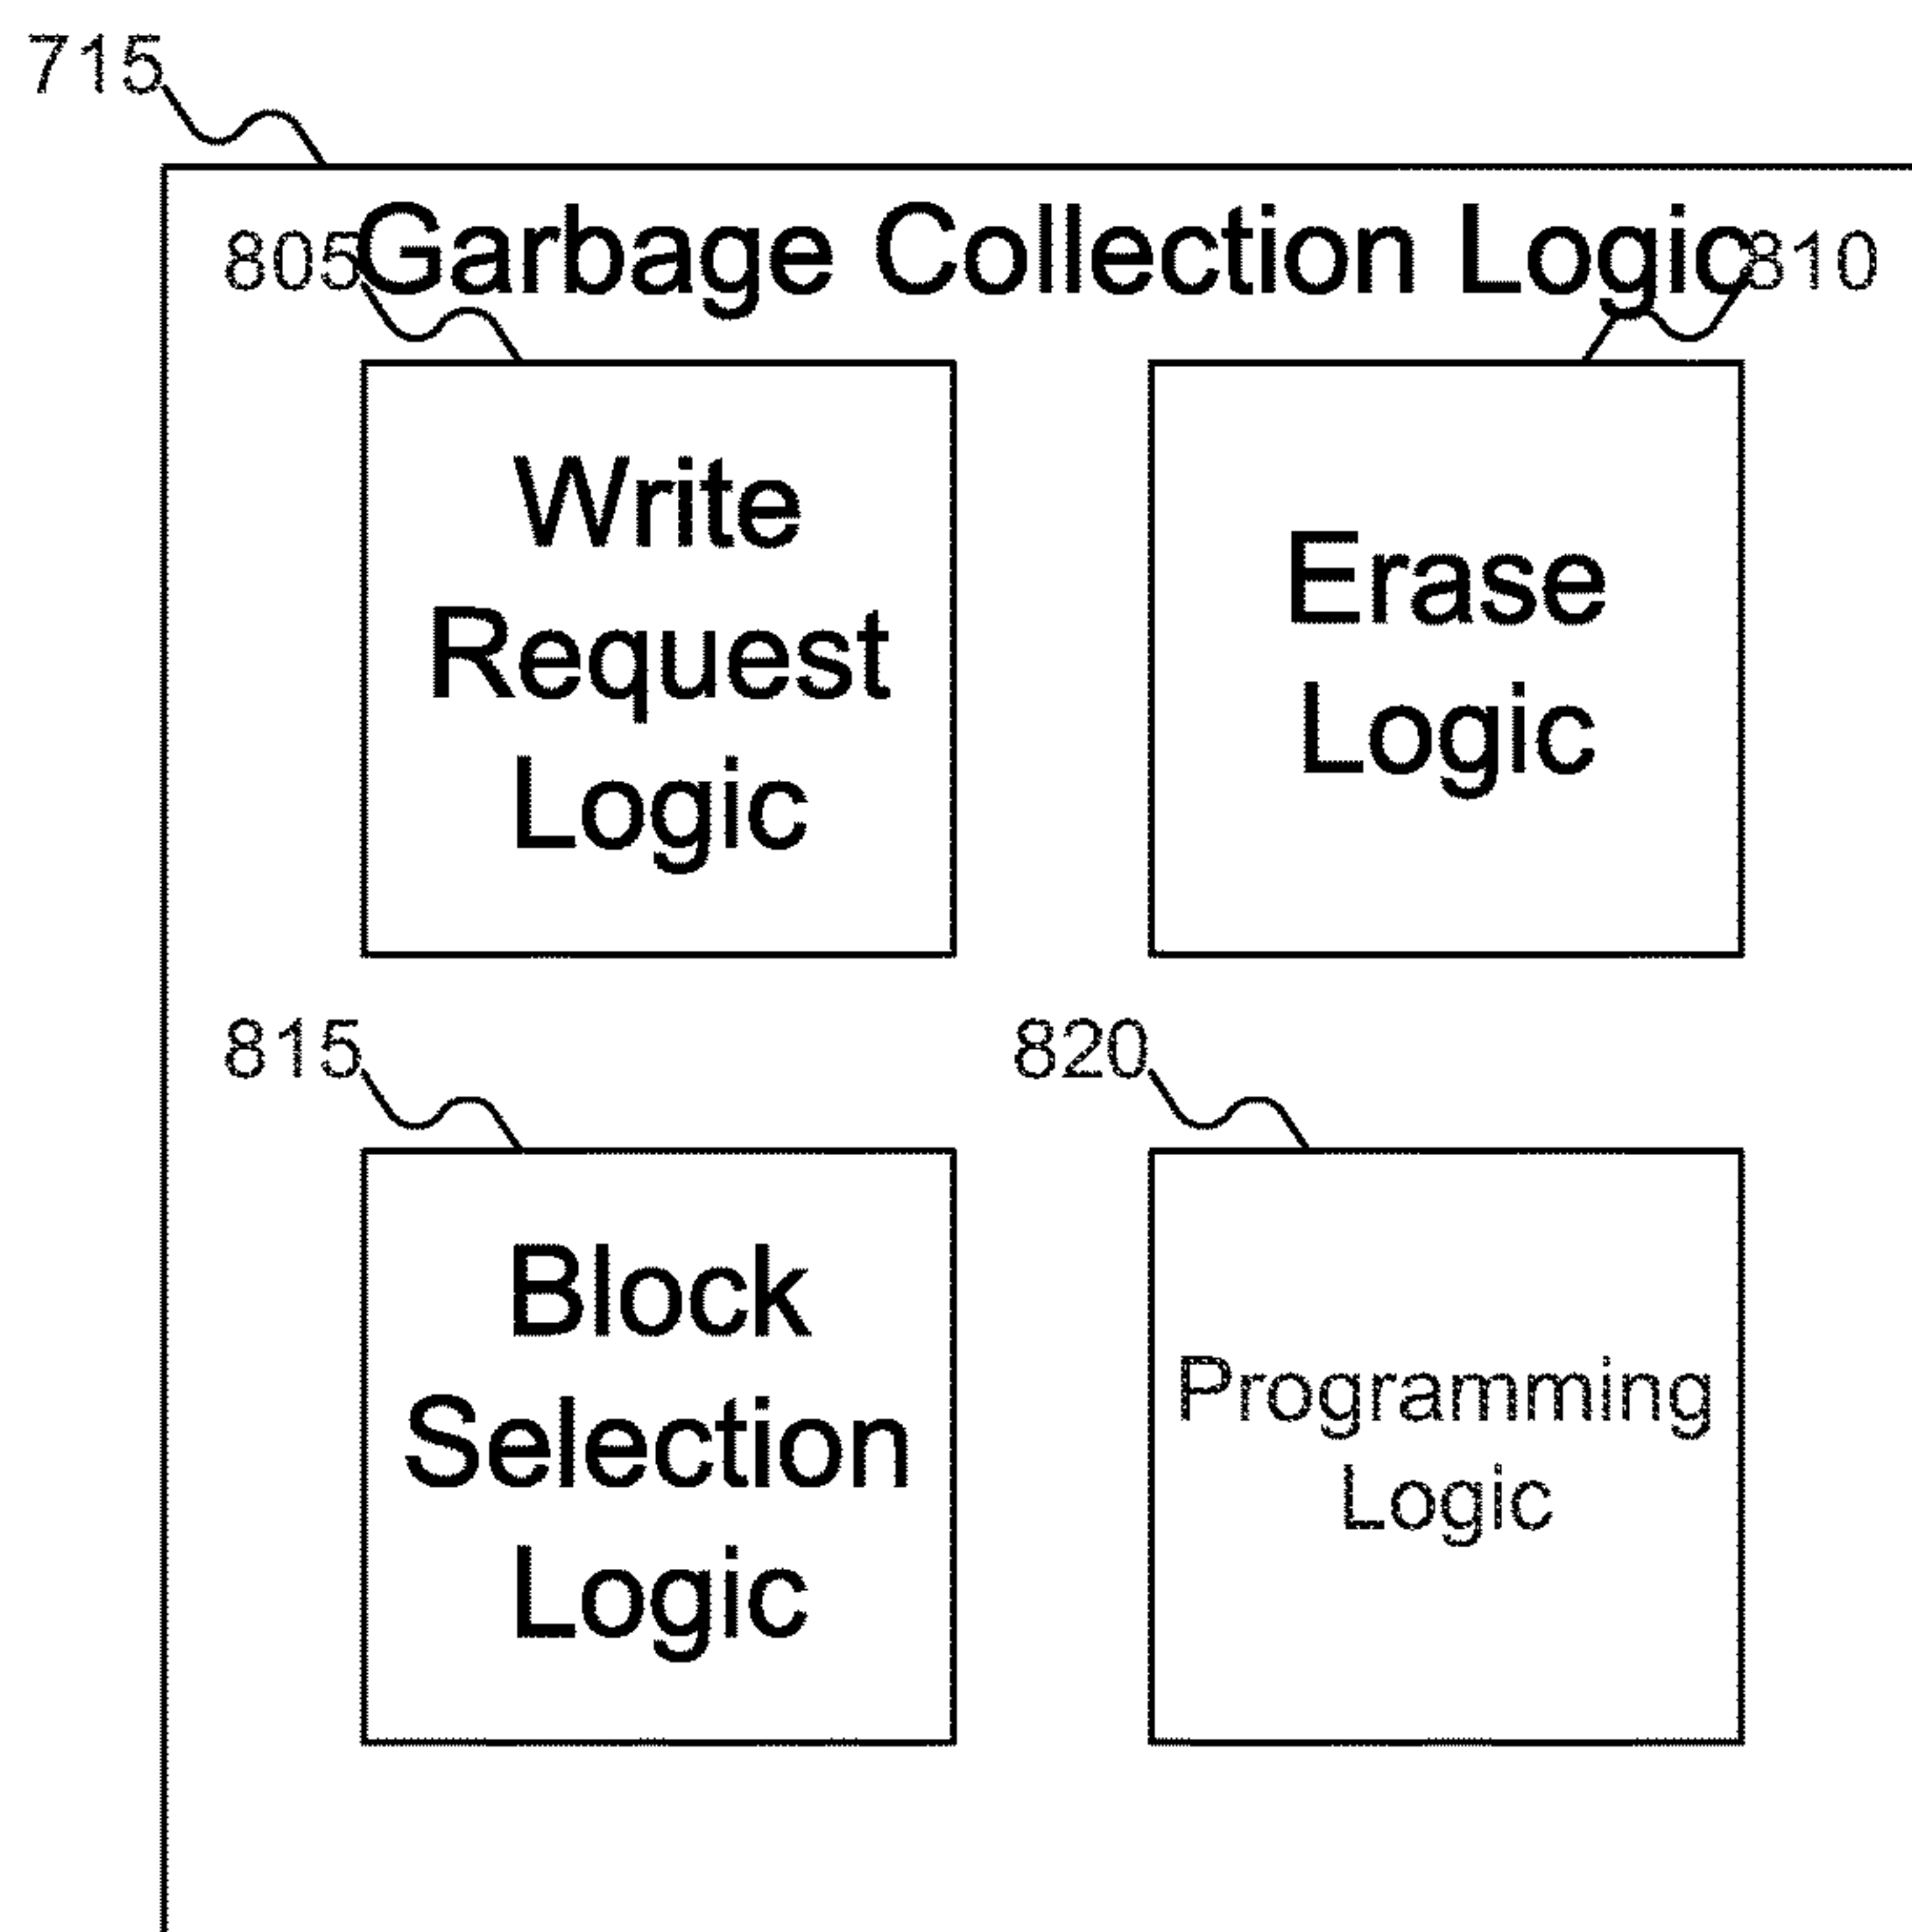 715
805 Garbage Collection Logic 810
Write
Request
Logic
Erase
Logic
815
820
Block
Selection
Logic
Programming
Logic